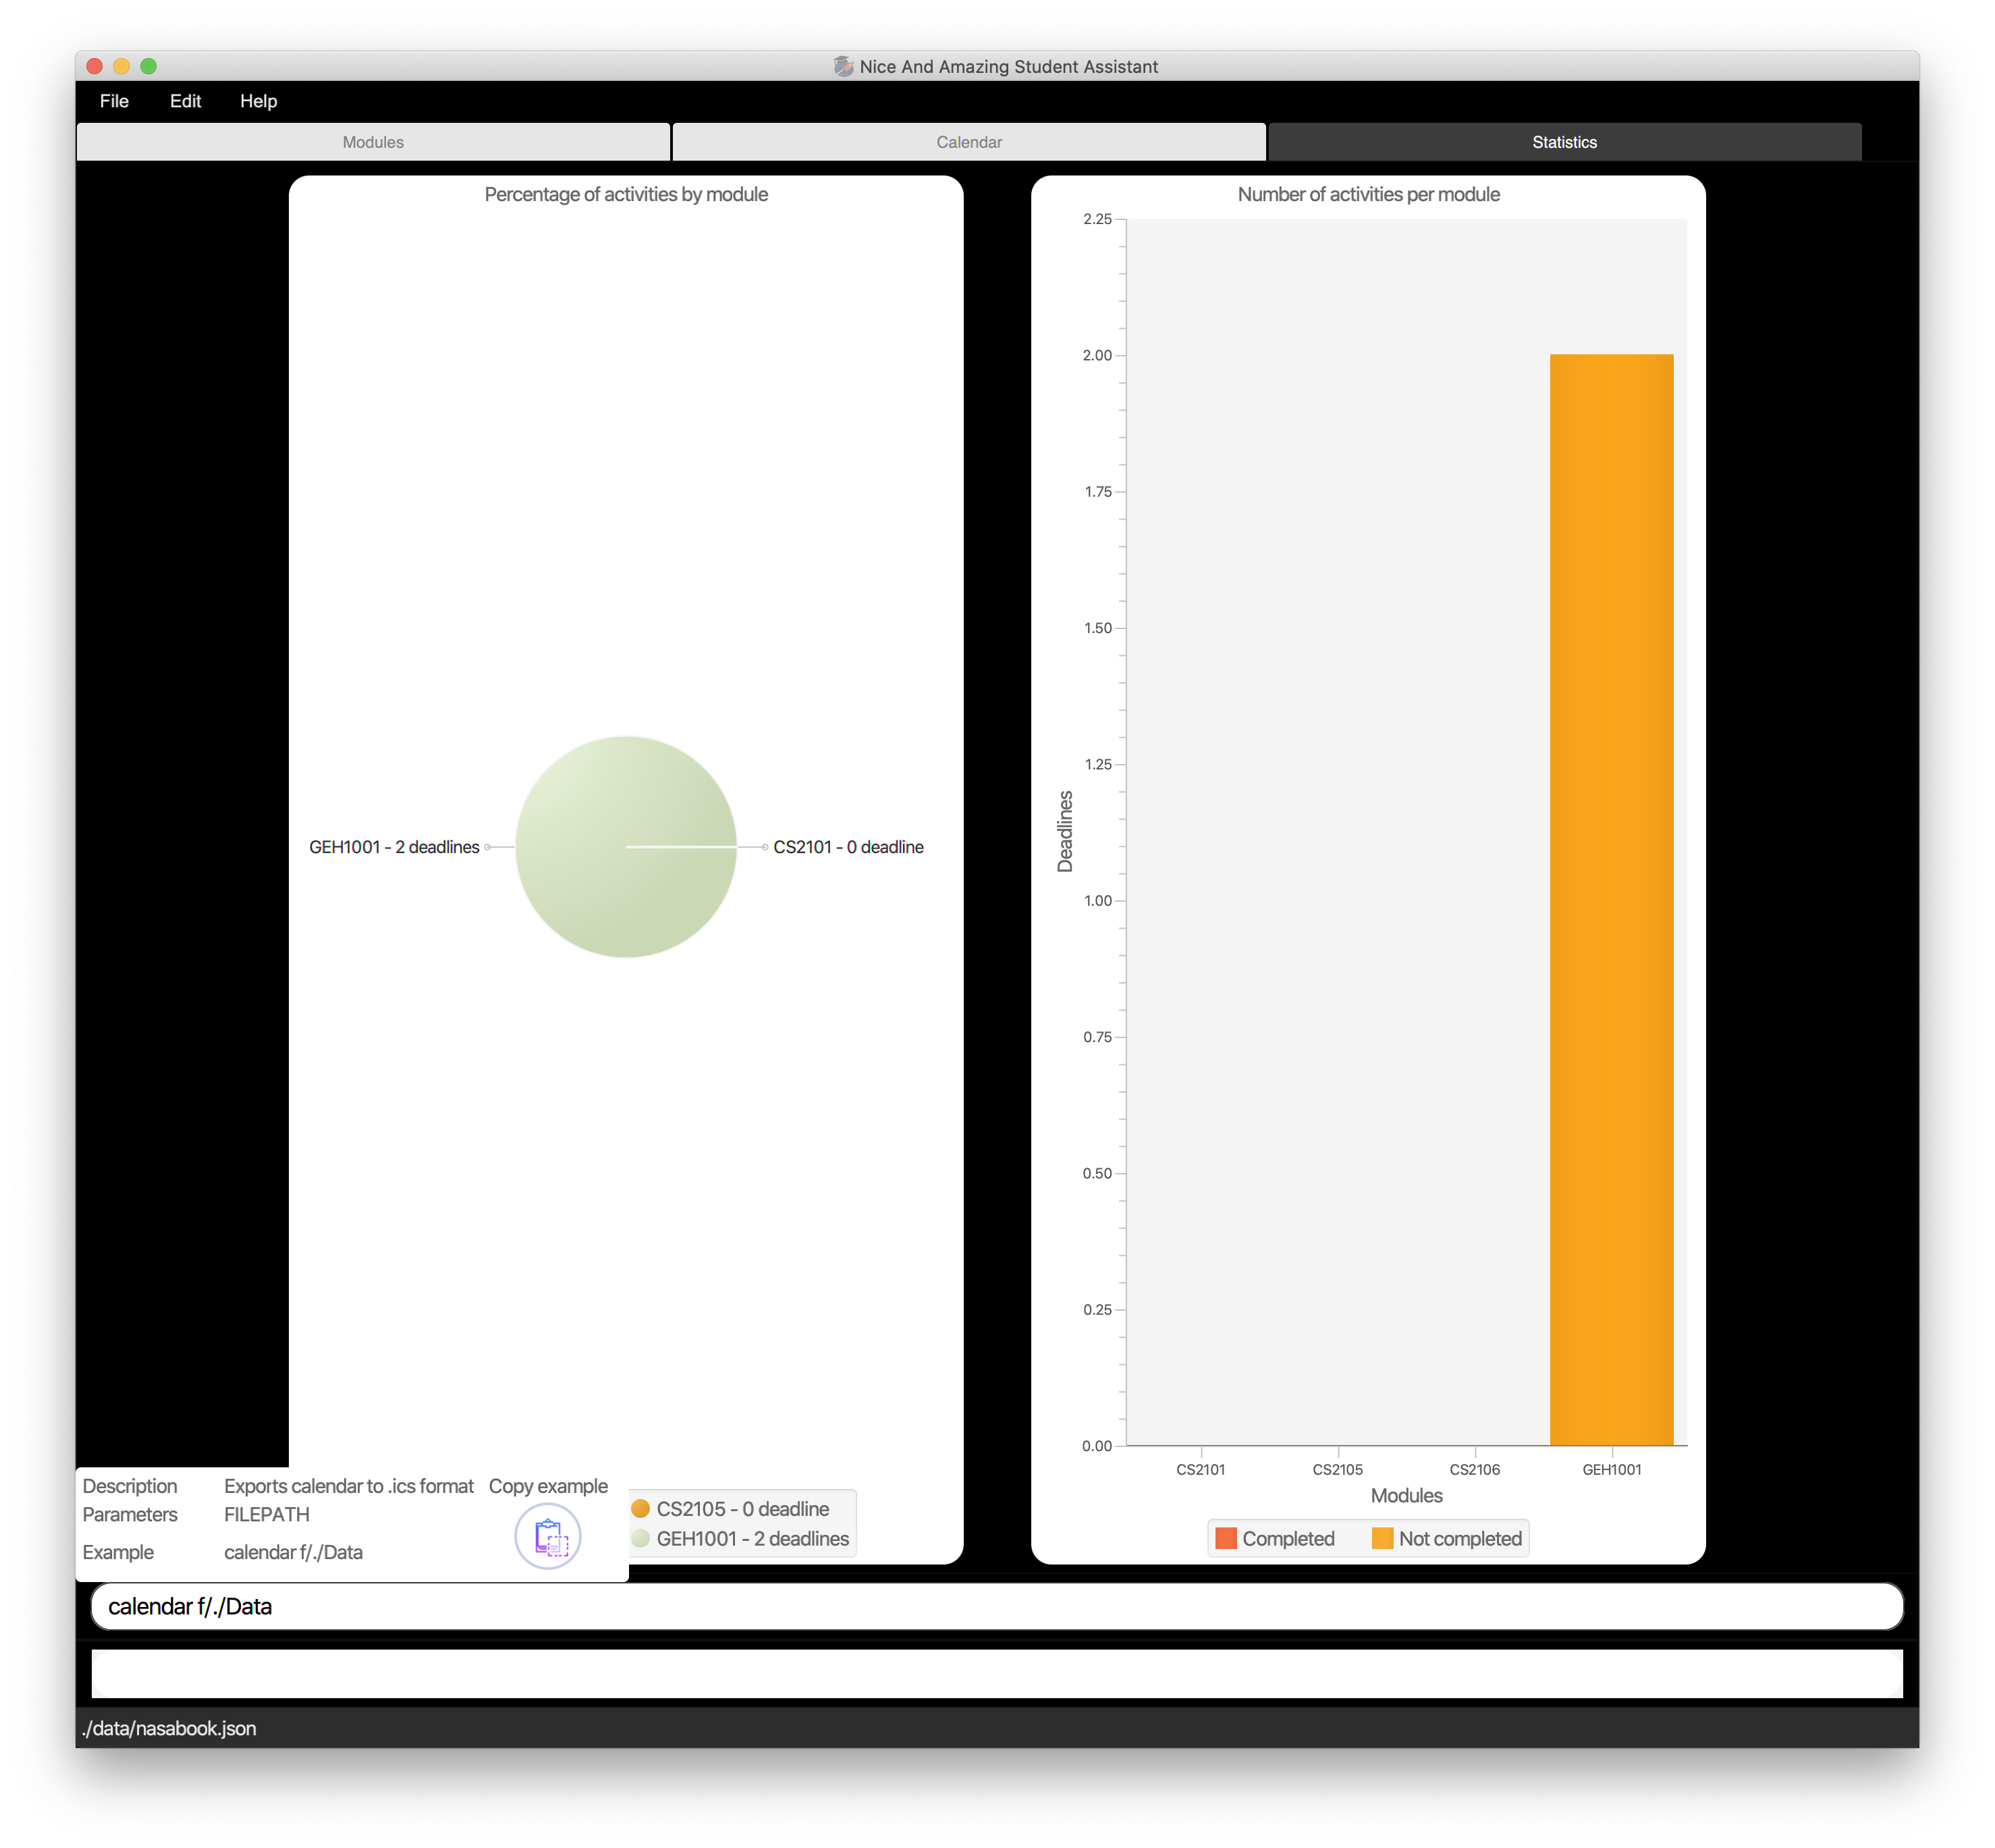 Nice And Amazing Student Assistant
File Edit Help
Modules Calendar Statistics
Percentage of activities by module
GEH1001 - 2 deadlines
CS2101 - 0 deadline
CS2105 - 0 deadline
GEH1001 - 2 deadlines
Number of activities per module
2.25
2.00
1.75
1.50
1.25
1.00
0.75
0.50
0.25
0.00
Deadlines
CS2101 CS2105 CS2106 GEH1001
Modules
Completed Not completed
Description Exports calendar to .ics format Copy example
Parameters FILEPATH
Example calendar f/./Data
calendar f/./Data
./data/nasabook.json